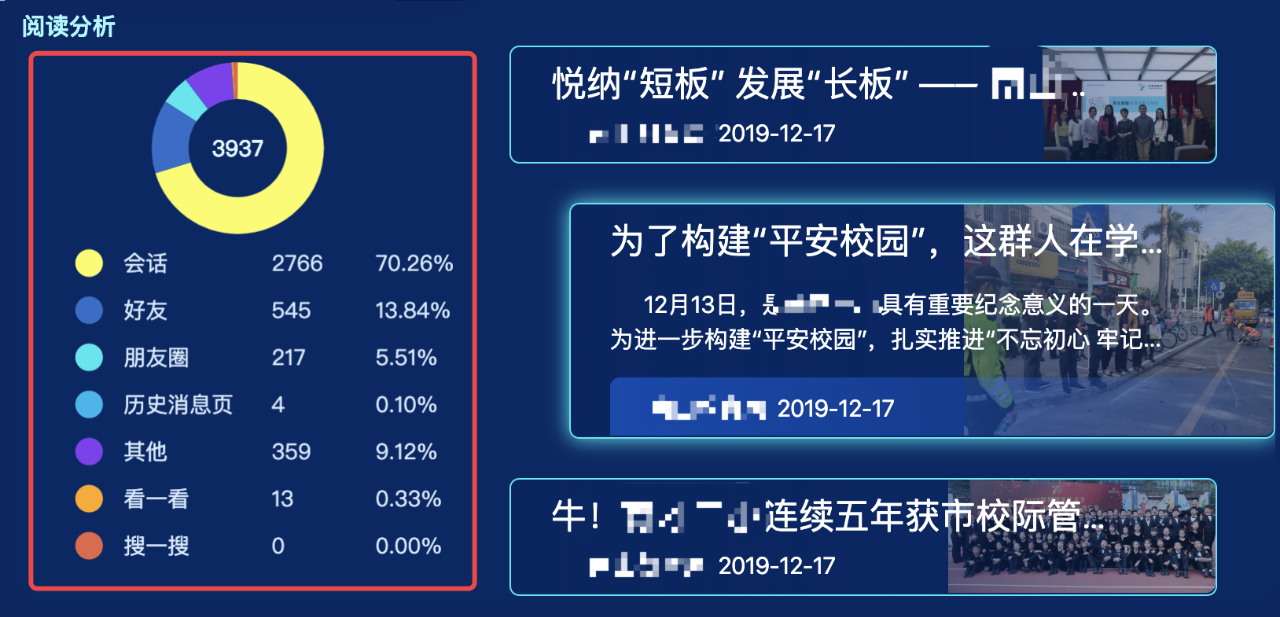 阅读分析
3937
会话 2766 70.26%
好友 545 13.84%
朋友圈 217 5.51%
历史消息页 4 0.10%
其他 359 9.12%
看一看 13 0.33%
搜一搜 0 0.00%
悦纳“短板” 发展“长板” —— ..
2019-12-17
为了构建“平安校园”，这群人在学...
12月13日，是 具有重要纪念意义的一天。
为进一步构建“平安校园”，扎实推进“不忘初心 牢记...
2019-12-17
牛！ 连续五年获市校际管...
2019-12-17